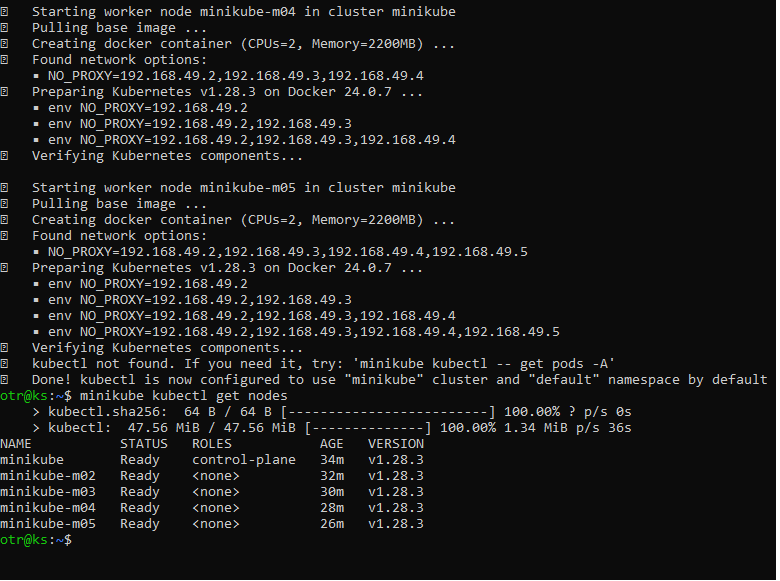 Starting worker node minikube-m04 in cluster minikube
Pulling base image ...
Creating docker container (CPUs=2, Memory=2200MB) ...
Found network options:
▪ NO_PROXY=192.168.49.2,192.168.49.3,192.168.49.4
Preparing Kubernetes v1.28.3 on Docker 24.0.7 ...
▪ env NO_PROXY=192.168.49.2
▪ env NO_PROXY=192.168.49.2,192.168.49.3
▪ env NO_PROXY=192.168.49.2,192.168.49.3,192.168.49.4
Verifying Kubernetes components...
Starting worker node minikube-m05 in cluster minikube
Pulling base image ...
Creating docker container (CPUs=2, Memory=2200MB) ...
Found network options:
▪ NO_PROXY=192.168.49.2,192.168.49.3,192.168.49.4,192.168.49.5
Preparing Kubernetes v1.28.3 on Docker 24.0.7 ...
▪ env NO_PROXY=192.168.49.2
▪ env NO_PROXY=192.168.49.2,192.168.49.3
▪ env NO_PROXY=192.168.49.2,192.168.49.3,192.168.49.4
▪ env NO_PROXY=192.168.49.2,192.168.49.3,192.168.49.4,192.168.49.5
Verifying Kubernetes components...
kubectl not found. If you need it, try: 'minikube kubectl -- get pods -A'
Done! kubectl is now configured to use "minikube" cluster and "default" namespace by default
otr@ks:~$ minikube kubectl get nodes
> kubectl.sha256:  64 B / 64 B [-------------------------] 100.00% ? p/s 0s
> kubectl:  47.56 MiB / 47.56 MiB [--------------] 100.00% 1.34 MiB p/s 36s
NAME           STATUS   ROLES           AGE   VERSION
minikube       Ready    control-plane   34m   v1.28.3
minikube-m02   Ready    <none>          32m   v1.28.3
minikube-m03   Ready    <none>          30m   v1.28.3
minikube-m04   Ready    <none>          28m   v1.28.3
minikube-m05   Ready    <none>          26m   v1.28.3
otr@ks:~$